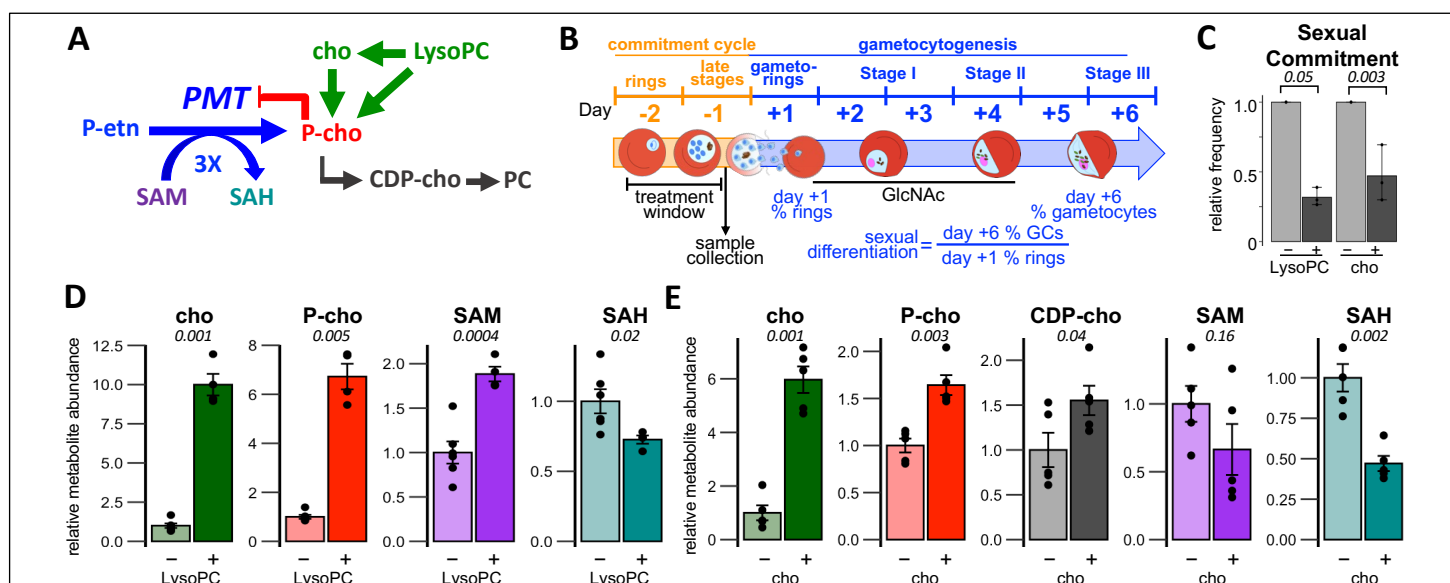 A
cho
LysoPC
PMT
P-etn
P-cho
3X
SAM
SAH
CDP-cho
PC
B
commitment cycle
gametocytogenesis
rings
late
stages
gameto-
rings
Stage I
Stage II
Stage III
Day
-2
-1
+1
+2
+3
+4
+5
+6
treatment
window
day +1
% rings
GlcNAc
day +6
% gametocytes
sample
collection
sexual
differentiation
=
day +6 % GCs
day +1 % rings
C
Sexual
Commitment
0.05
0.003
relative frequency
1.0
0.5
0
− + − +
LysoPC cho
D
relative metabolite abundance
cho
0.001
12.5
10.0
7.5
5.0
2.5
0.0
− +
LysoPC
P-cho
0.005
8
6
4
2
0
− +
LysoPC
SAM
0.0004
2.0
1.5
1.0
0.5
0.0
− +
LysoPC
SAH
0.02
1.0
0.5
0.0
− +
LysoPC
E
relative metabolite abundance
cho
0.001
6
4
2
0
− +
cho
P-cho
0.003
2.0
1.5
1.0
0.5
0.0
− +
cho
CDP-cho
0.04
2.0
1.5
1.0
0.5
0.0
− +
cho
SAM
0.16
1.0
0.5
0.0
− +
cho
SAH
0.002
1.00
0.75
0.50
0.25
0.00
− +
cho